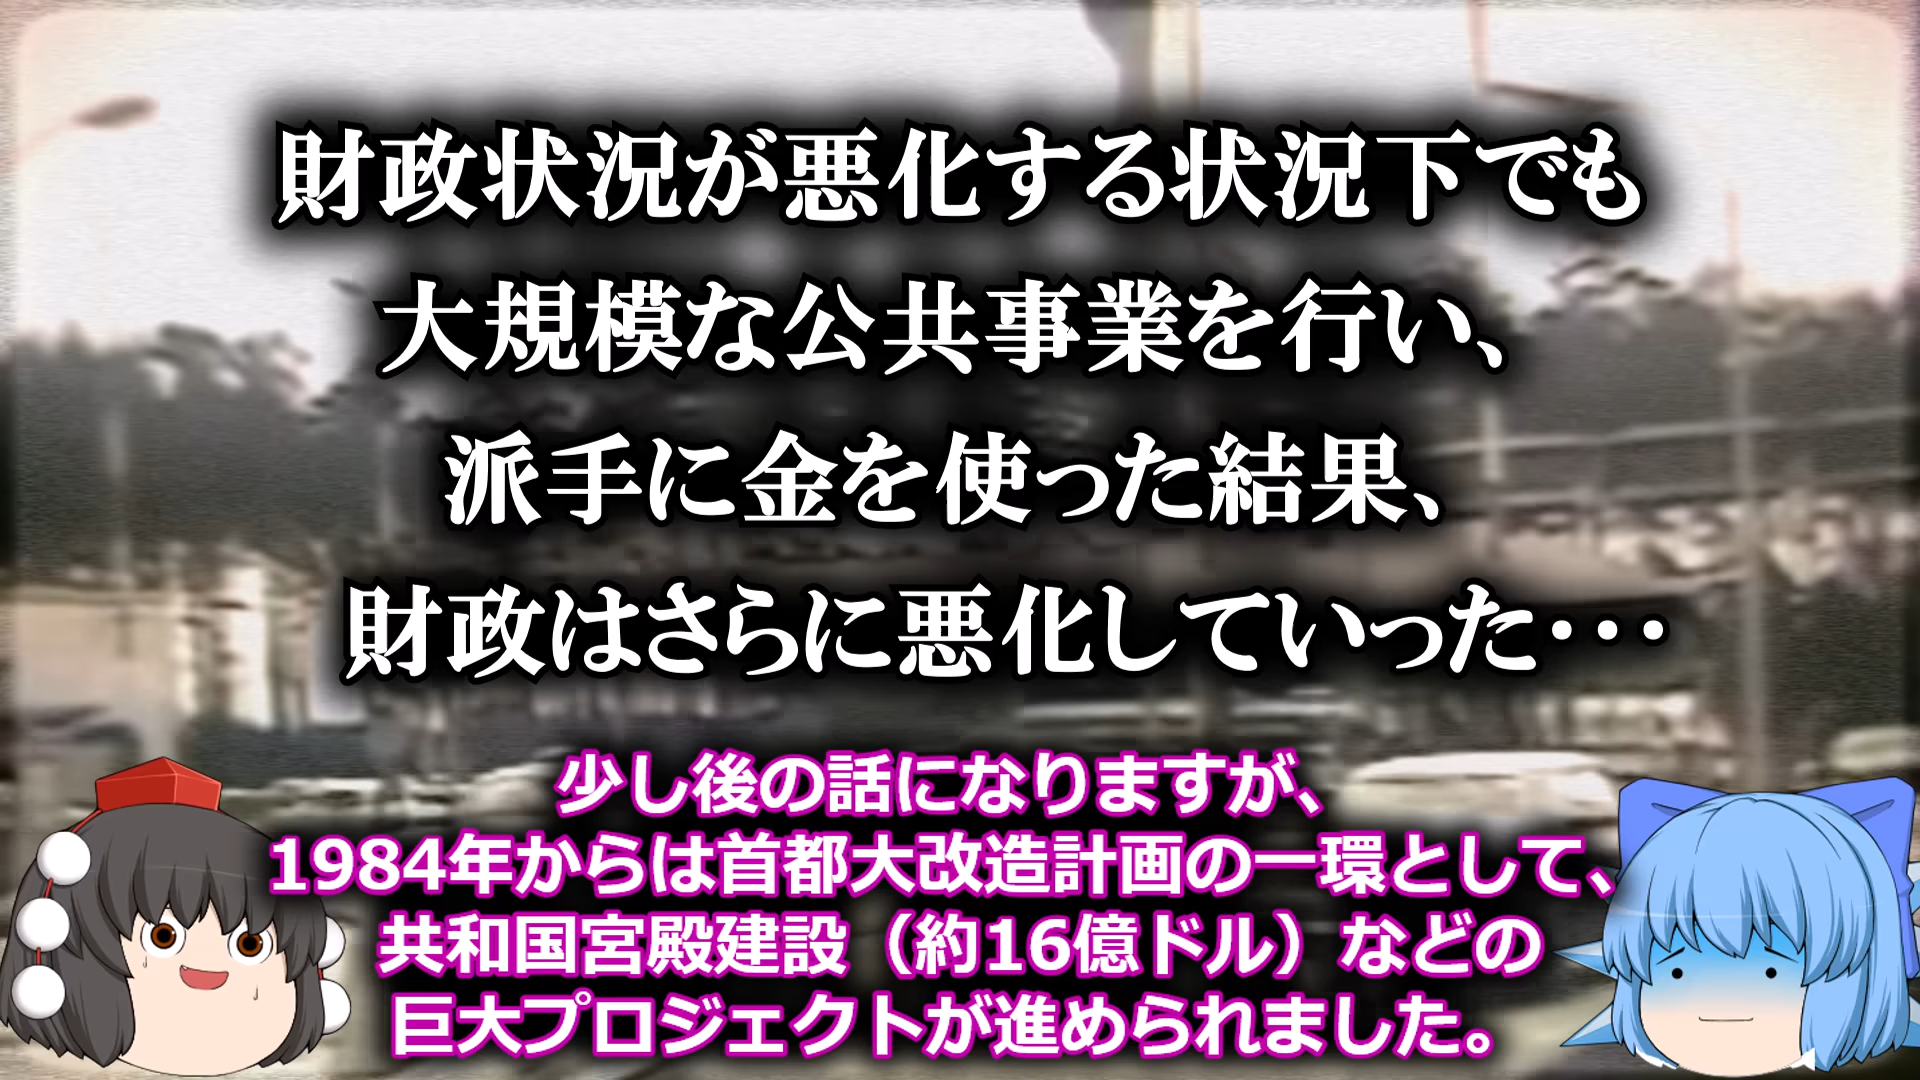 財政状況が悪化する状況下でも
大規模な公共事業を行い、
派手に金を使った結果、
財政はさらに悪化していった･･･
少し後の話になりますが、
1984年からは首都大改造計画の一環として、
共和国宮殿建設（約16億ドル）などの
巨大プロジェクトが進められました。